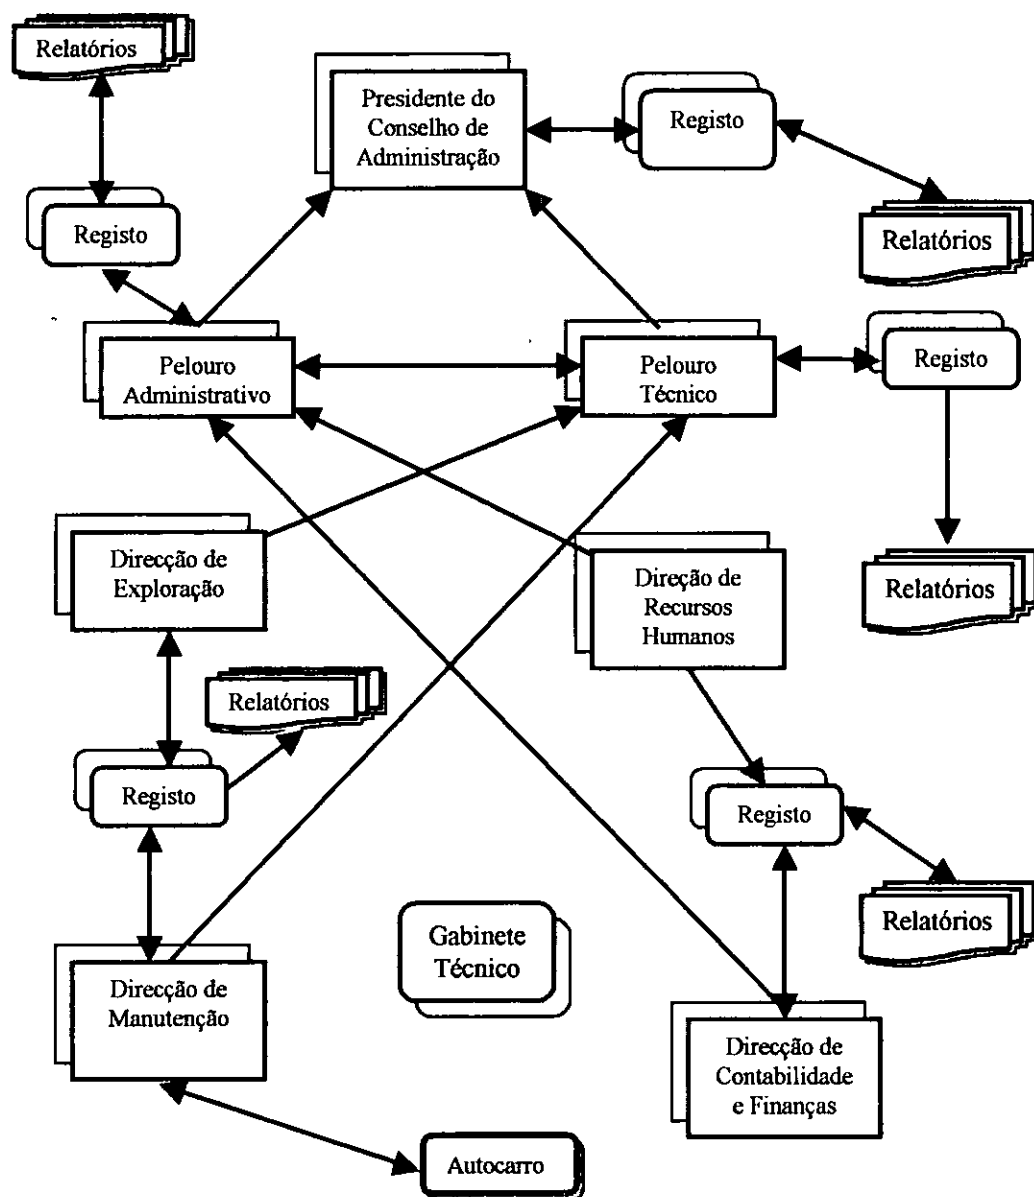 Relatórios
Presidente do
Conselho de
Administração
Registo
Registo
Relatórios
Pelouro
Administrativo
Pelouro
Técnico
Registo
Direcção de
Exploração
Direção de
Recursos
Humanos
Relatórios
Relatórios
Registo
Registo
Relatórios
Gabinete
Técnico
Direcção de
Manutenção
Direcção de
Contabilidade
e Finanças
Autocarro